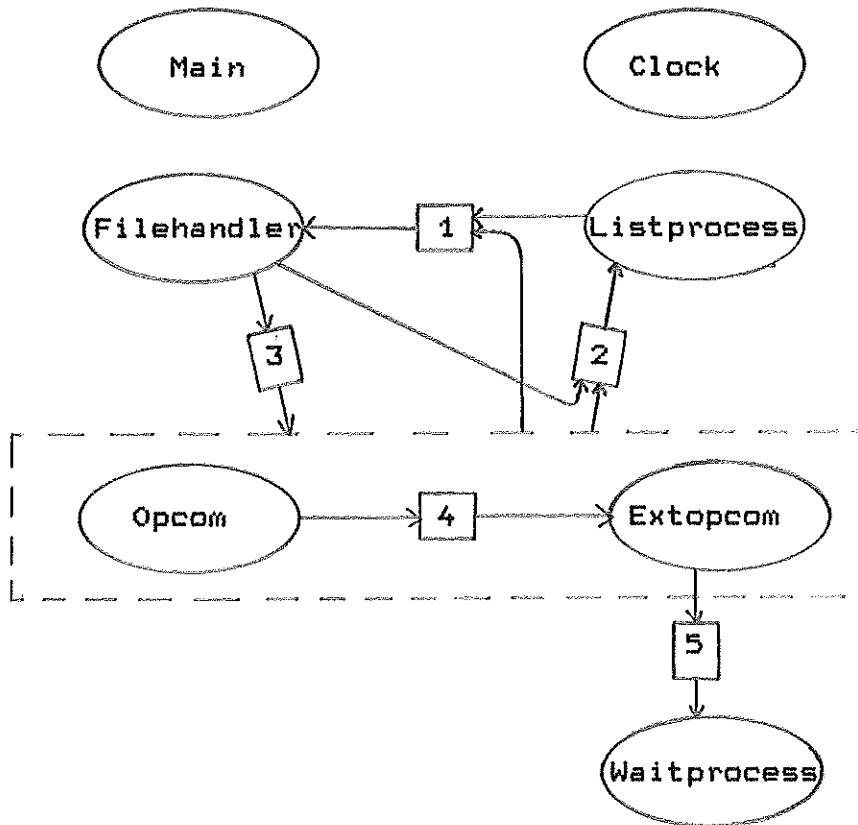 Main
Clock
Filehandler
1
Listprocess
3
2
Opcom
4
Extopcom
5
Waitprocess